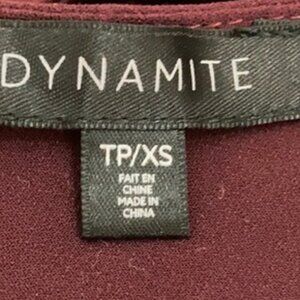 DYNAMITE
TP/XS
FAIT EN
CHINE
MADE IN
CHINA